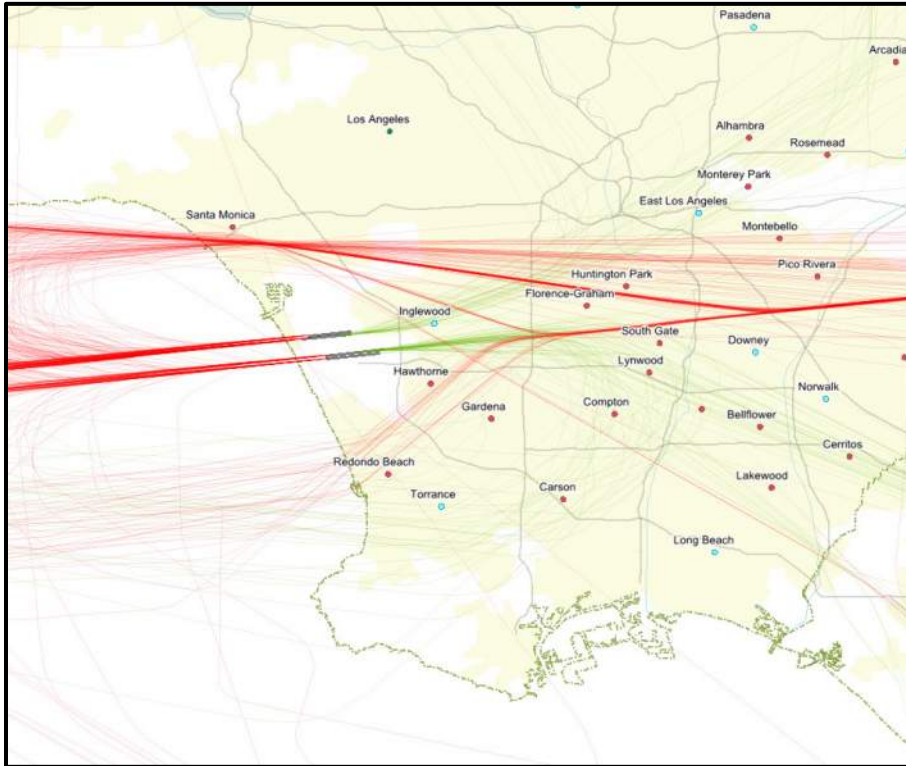 Pasadena
Arcadia
Los Angeles
Alhambra
Rosemead
Monterey Park
East Los Angeles
Santa Monica
Montebello
Pico Rivera
Huntington Park
Florence-Graham
Inglewood
South Gate
Downey
Hawthorne
Lynwood
Norwalk
Gardena
Compton
Bellflower
Cerritos
Redondo Beach
Lakewood
Torrance
Carson
Long Beach